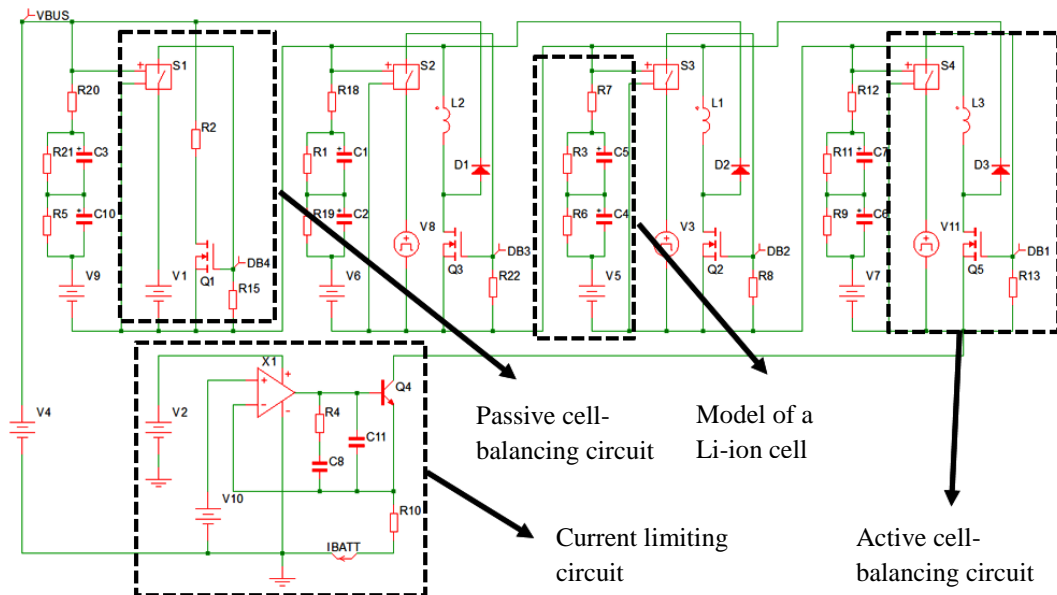 VBUS
S1
S2
S3
S4
R20
R2
R18
L2
R7
L1
R12
L3
R21
C3
R1
C1
D1
R3
C5
D2
R11
C7
D3
R5
C10
R19
C2
V8
R6
C4
V3
R9
C6
V11
V9
V1
Q1
DB4
R15
V6
Q3
DB3
R22
V5
Q2
DB2
R8
V7
Q5
DB1
R13
X1
Q4
V4
V2
R4
C11
C8
V10
R10
IBATT
Passive cell-
balancing circuit
Model of a
Li-ion cell
Current limiting
circuit
Active cell-
balancing circuit